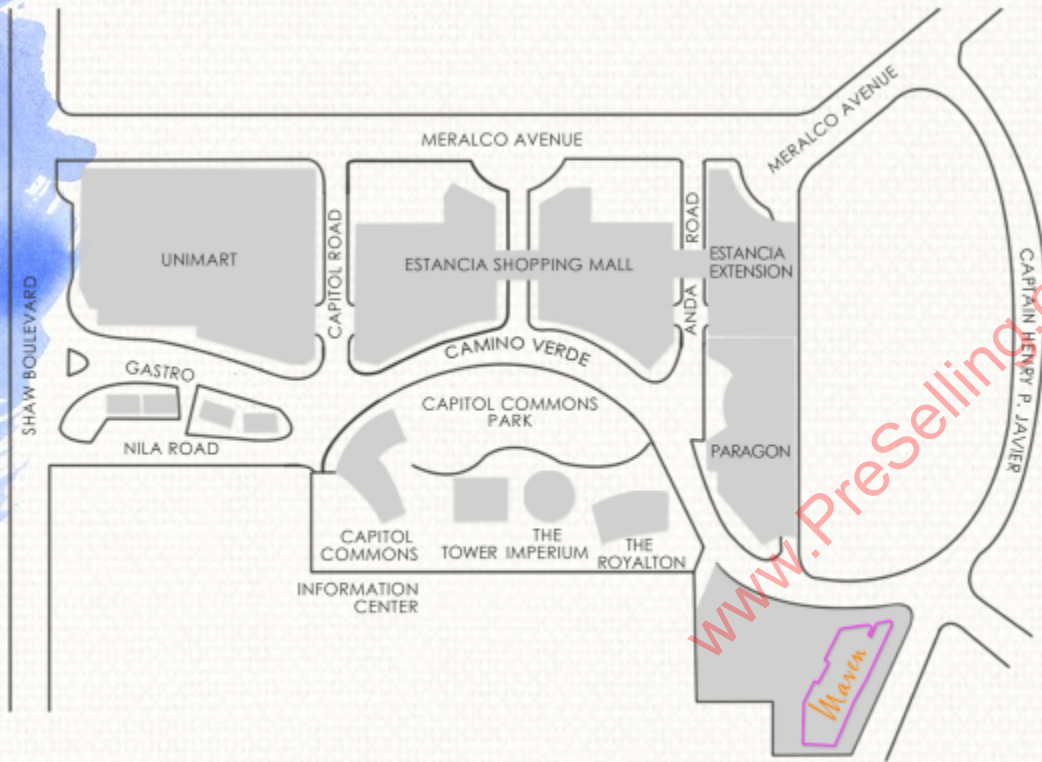 MERALCO AVENUE
MERALCO AVENUE
UNIMART
CAPITOL ROAD
ESTANCIA SHOPPING MALL
ANDA ROAD
ESTANCIA
EXTENSION
SHAW BOULEVARD
CAPTAIN HENRY P. JAVIER
GASTRO
CAMINO VERDE
CAPITOL COMMONS
PARK
NILA ROAD
PARAGON
CAPITOL
COMMONS
INFORMATION
CENTER
TOWER
THE
IMPERIUM
THE
ROYALTON
Maven
www.PreSelling.